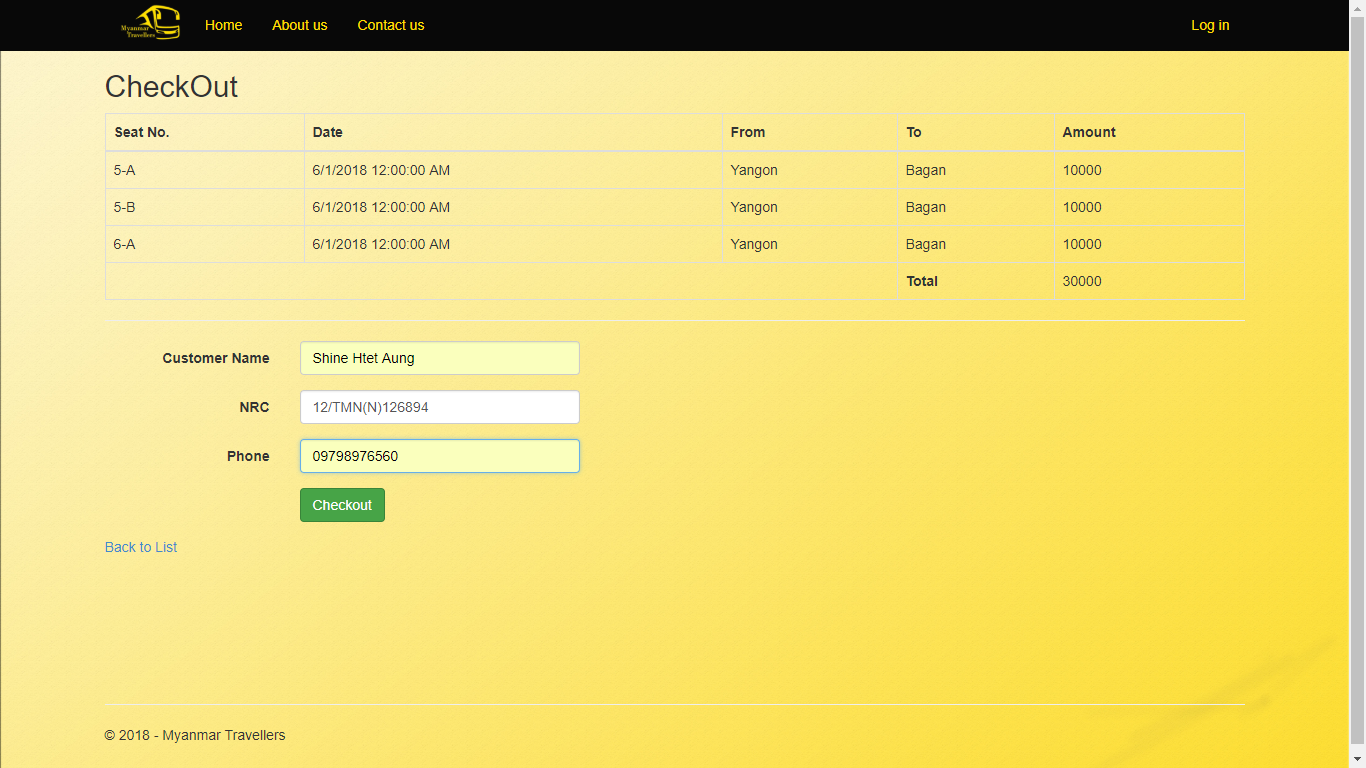 Myanmar
Travellers
Home About us Contact us Log in
CheckOut
Seat No. Date From To Amount
5-A 6/1/2018 12:00:00 AM Yangon Bagan 10000
5-B 6/1/2018 12:00:00 AM Yangon Bagan 10000
6-A 6/1/2018 12:00:00 AM Yangon Bagan 10000
Total 30000
Customer Name Shine Htet Aung
NRC 12/TMN(N)126894
Phone 09798976560
Checkout
Back to List
© 2018 - Myanmar Travellers